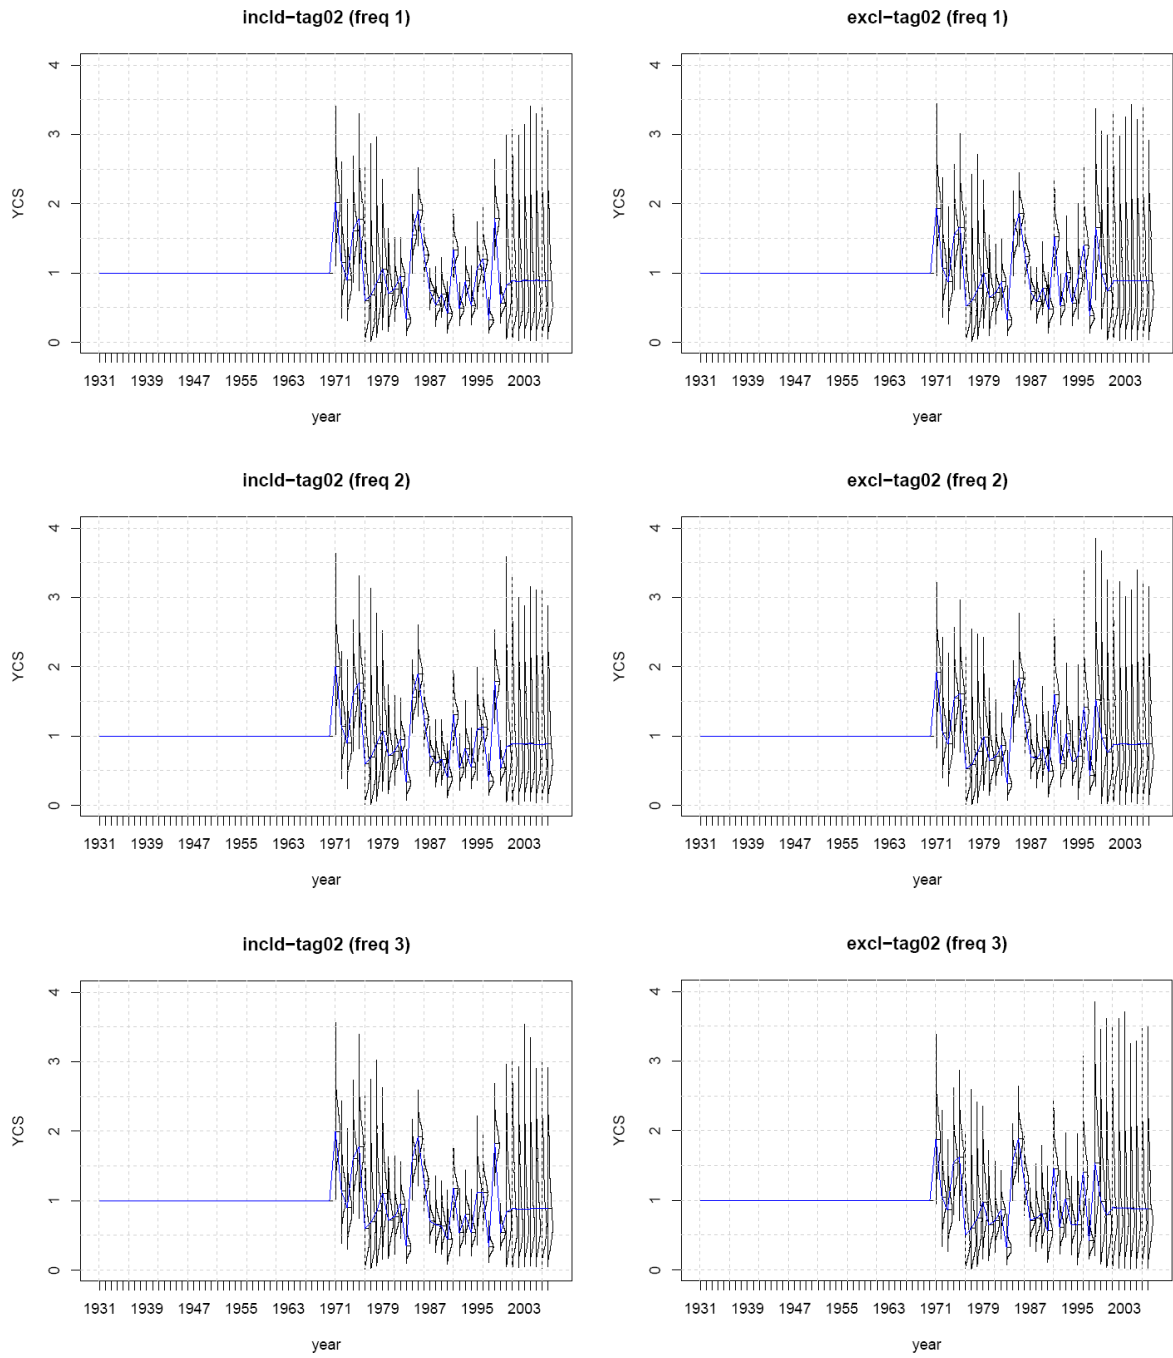 incld−tag02 (freq 1)
YCS
4
3
2
1
0
1931 1939 1947 1955 1963 1971 1979 1987 1995 2003
year
excl−tag02 (freq 1)
YCS
4
3
2
1
0
1931 1939 1947 1955 1963 1971 1979 1987 1995 2003
year
incld−tag02 (freq 2)
YCS
4
3
2
1
0
1931 1939 1947 1955 1963 1971 1979 1987 1995 2003
year
excl−tag02 (freq 2)
YCS
4
3
2
1
0
1931 1939 1947 1955 1963 1971 1979 1987 1995 2003
year
incld−tag02 (freq 3)
YCS
4
3
2
1
0
1931 1939 1947 1955 1963 1971 1979 1987 1995 2003
year
excl−tag02 (freq 3)
YCS
4
3
2
1
0
1931 1939 1947 1955 1963 1971 1979 1987 1995 2003
year